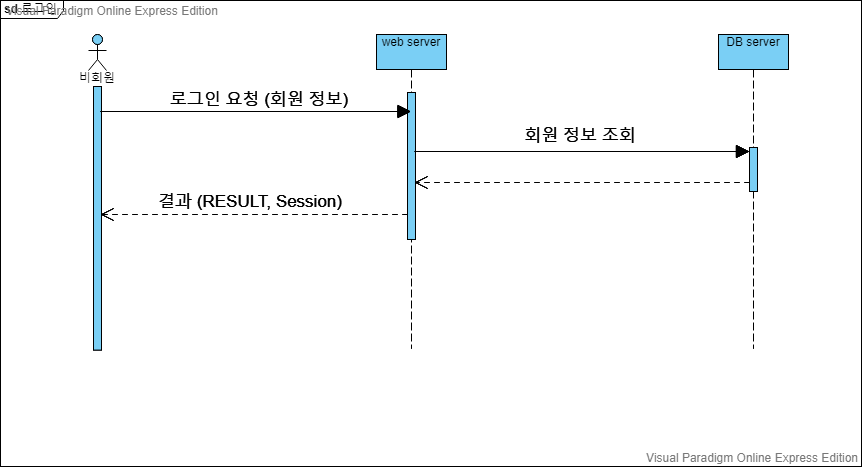 sd 로그인
Visual Paradigm Online Express Edition
비회원
web server
DB server
로그인 요청 (회원 정보)
회원 정보 조회
결과 (RESULT, Session)
Visual Paradigm Online Express Edition